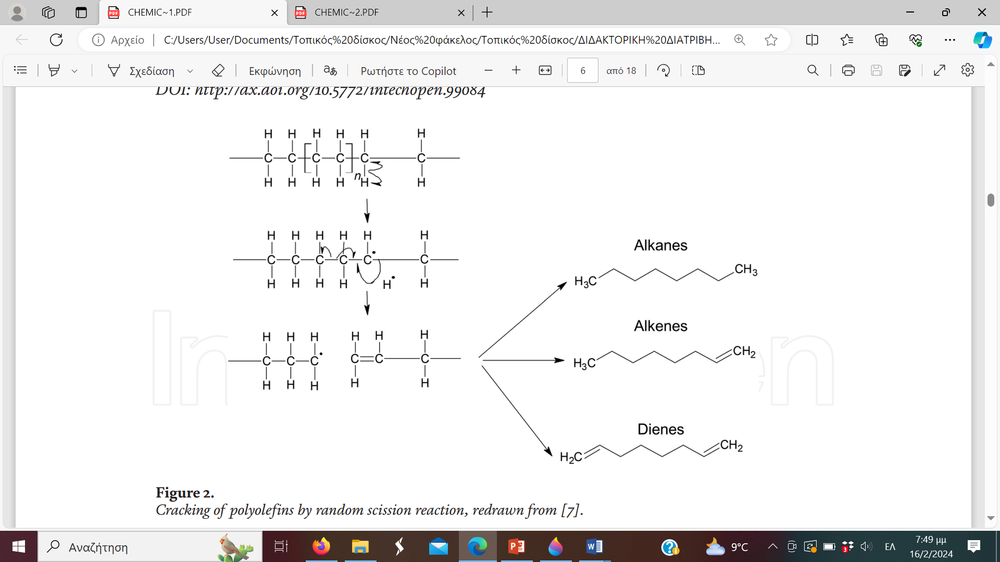 CHEMIC~1.PDF
CHEMIC~2.PDF
Αρχείο
C:/Users/User/Documents/Τοπικός%20δίσκος/Νέος%20φάκελος/Τοπικός%20δίσκος/ΔΙΔΑΚΤΟΡΙΚΗ%20ΔΙΑΤΡΙΒΗ...
Σχεδίαση
Εκφώνηση
aあ
Ρωτήστε το Copilot
6
από 18
DOI: http://dx.doi.org/10.5772/intechopen.99084
H H H H H H
C C C C C C
n
H H H H H H
H H H H H H
C C C C C• C
H H H H H• H
Alkanes
H3C CH3
H H H H H H
C C C• C=C C
H H H H H
Alkenes
H3C CH2
Dienes
H2C CH2
Figure 2.
Cracking of polyolefins by random scission reaction, redrawn from [7].
Αναζήτηση
9°C
3
ΕΛ
7:49 μμ
16/2/2024